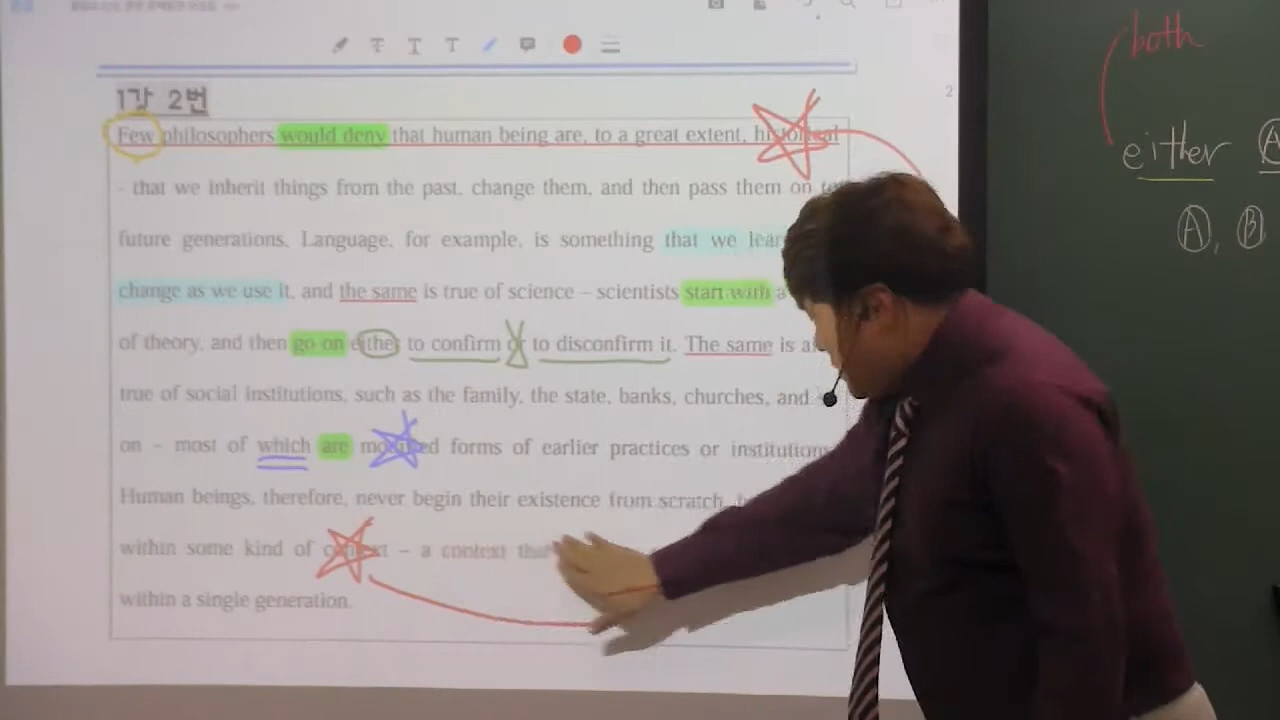 1강 2번
2
Few philosophers would deny that human being are, to a great extent, historical
- that we inherit things from the past, change them, and then pass them on to
future generations. Language, for example, is something that we lear
change as we use it, and the same is true of science – scientists start with a
of theory, and then go on either to confirm or to disconfirm it. The same is al
true of social institutions, such as the family, the state, banks, churches, and
on – most of which are modified forms of earlier practices or institutions
Human beings, therefore, never begin their existence from scratch, b
within some kind of context – a context that
within a single generation.
both
either Ⓐ
Ⓐ, Ⓑ